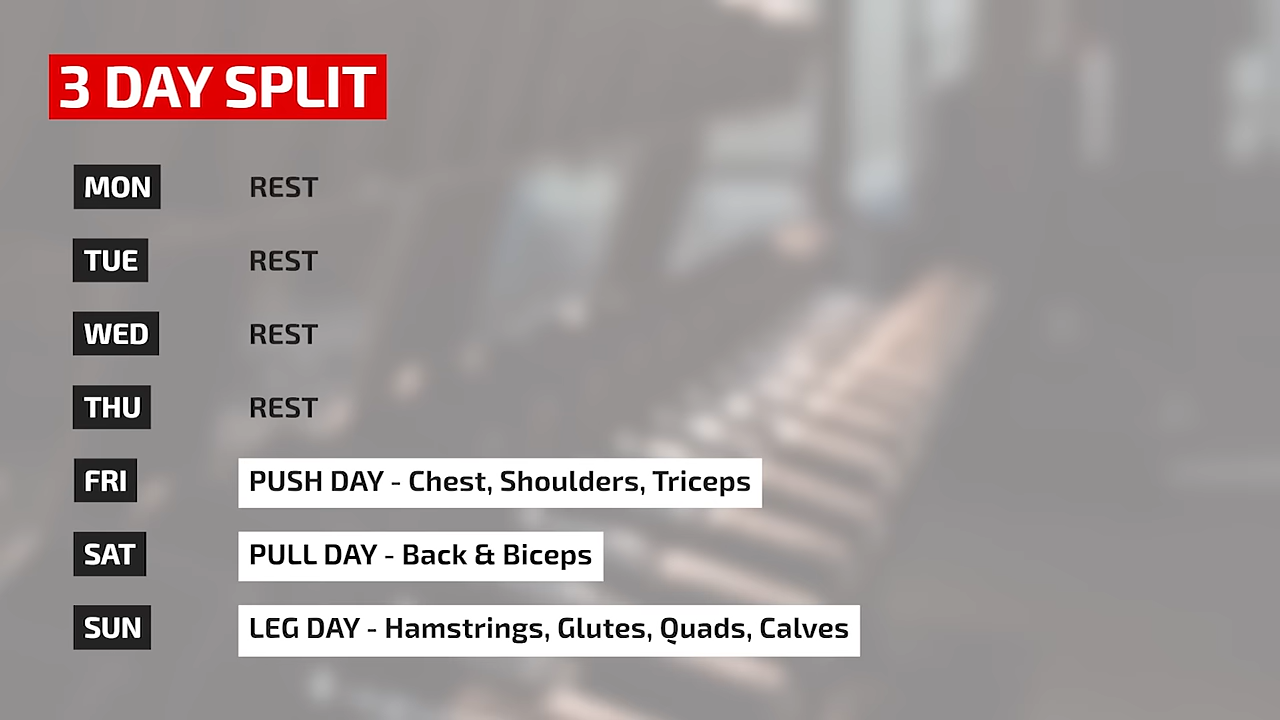 3 DAY SPLIT
MON REST
TUE REST
WED REST
THU REST
FRI PUSH DAY - Chest, Shoulders, Triceps
SAT PULL DAY - Back & Biceps
SUN LEG DAY - Hamstrings, Glutes, Quads, Calves